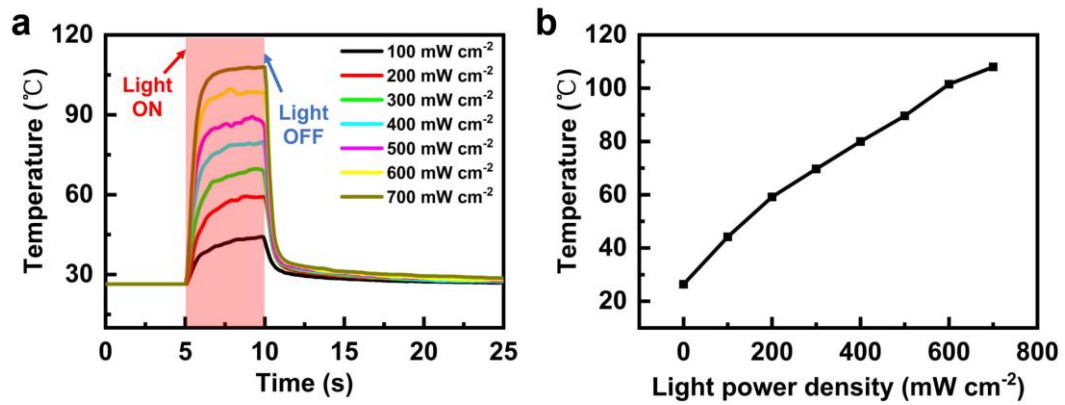 a
120
90
60
30
Temperature (℃)
0
5
10
15
20
25
Time (s)
Light
ON
Light
OFF
100 mW cm⁻²
200 mW cm⁻²
300 mW cm⁻²
400 mW cm⁻²
500 mW cm⁻²
600 mW cm⁻²
700 mW cm⁻²
b
120
100
80
60
40
20
Temperature (℃)
0
200
400
600
800
Light power density (mW cm⁻²)